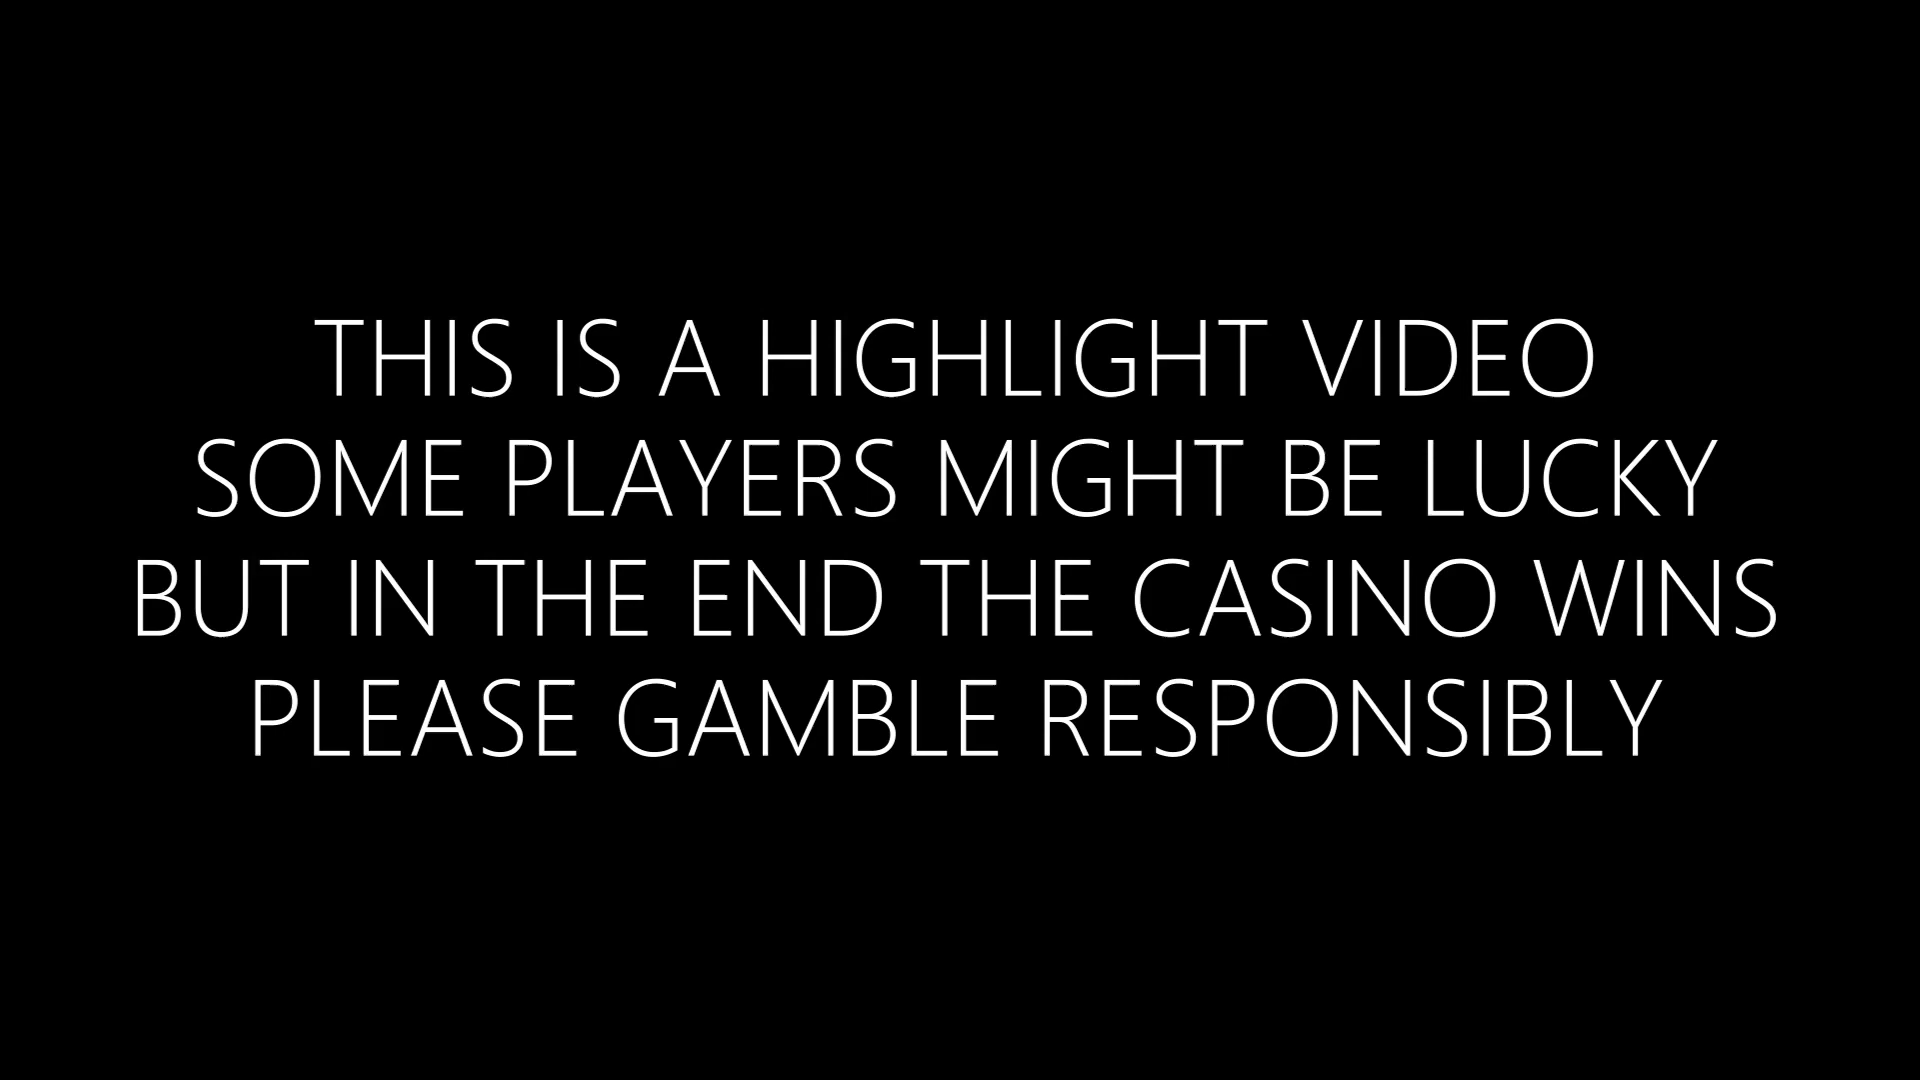 THIS IS A HIGHLIGHT VIDEO
SOME PLAYERS MIGHT BE LUCKY
BUT IN THE END THE CASINO WINS
PLEASE GAMBLE RESPONSIBLY